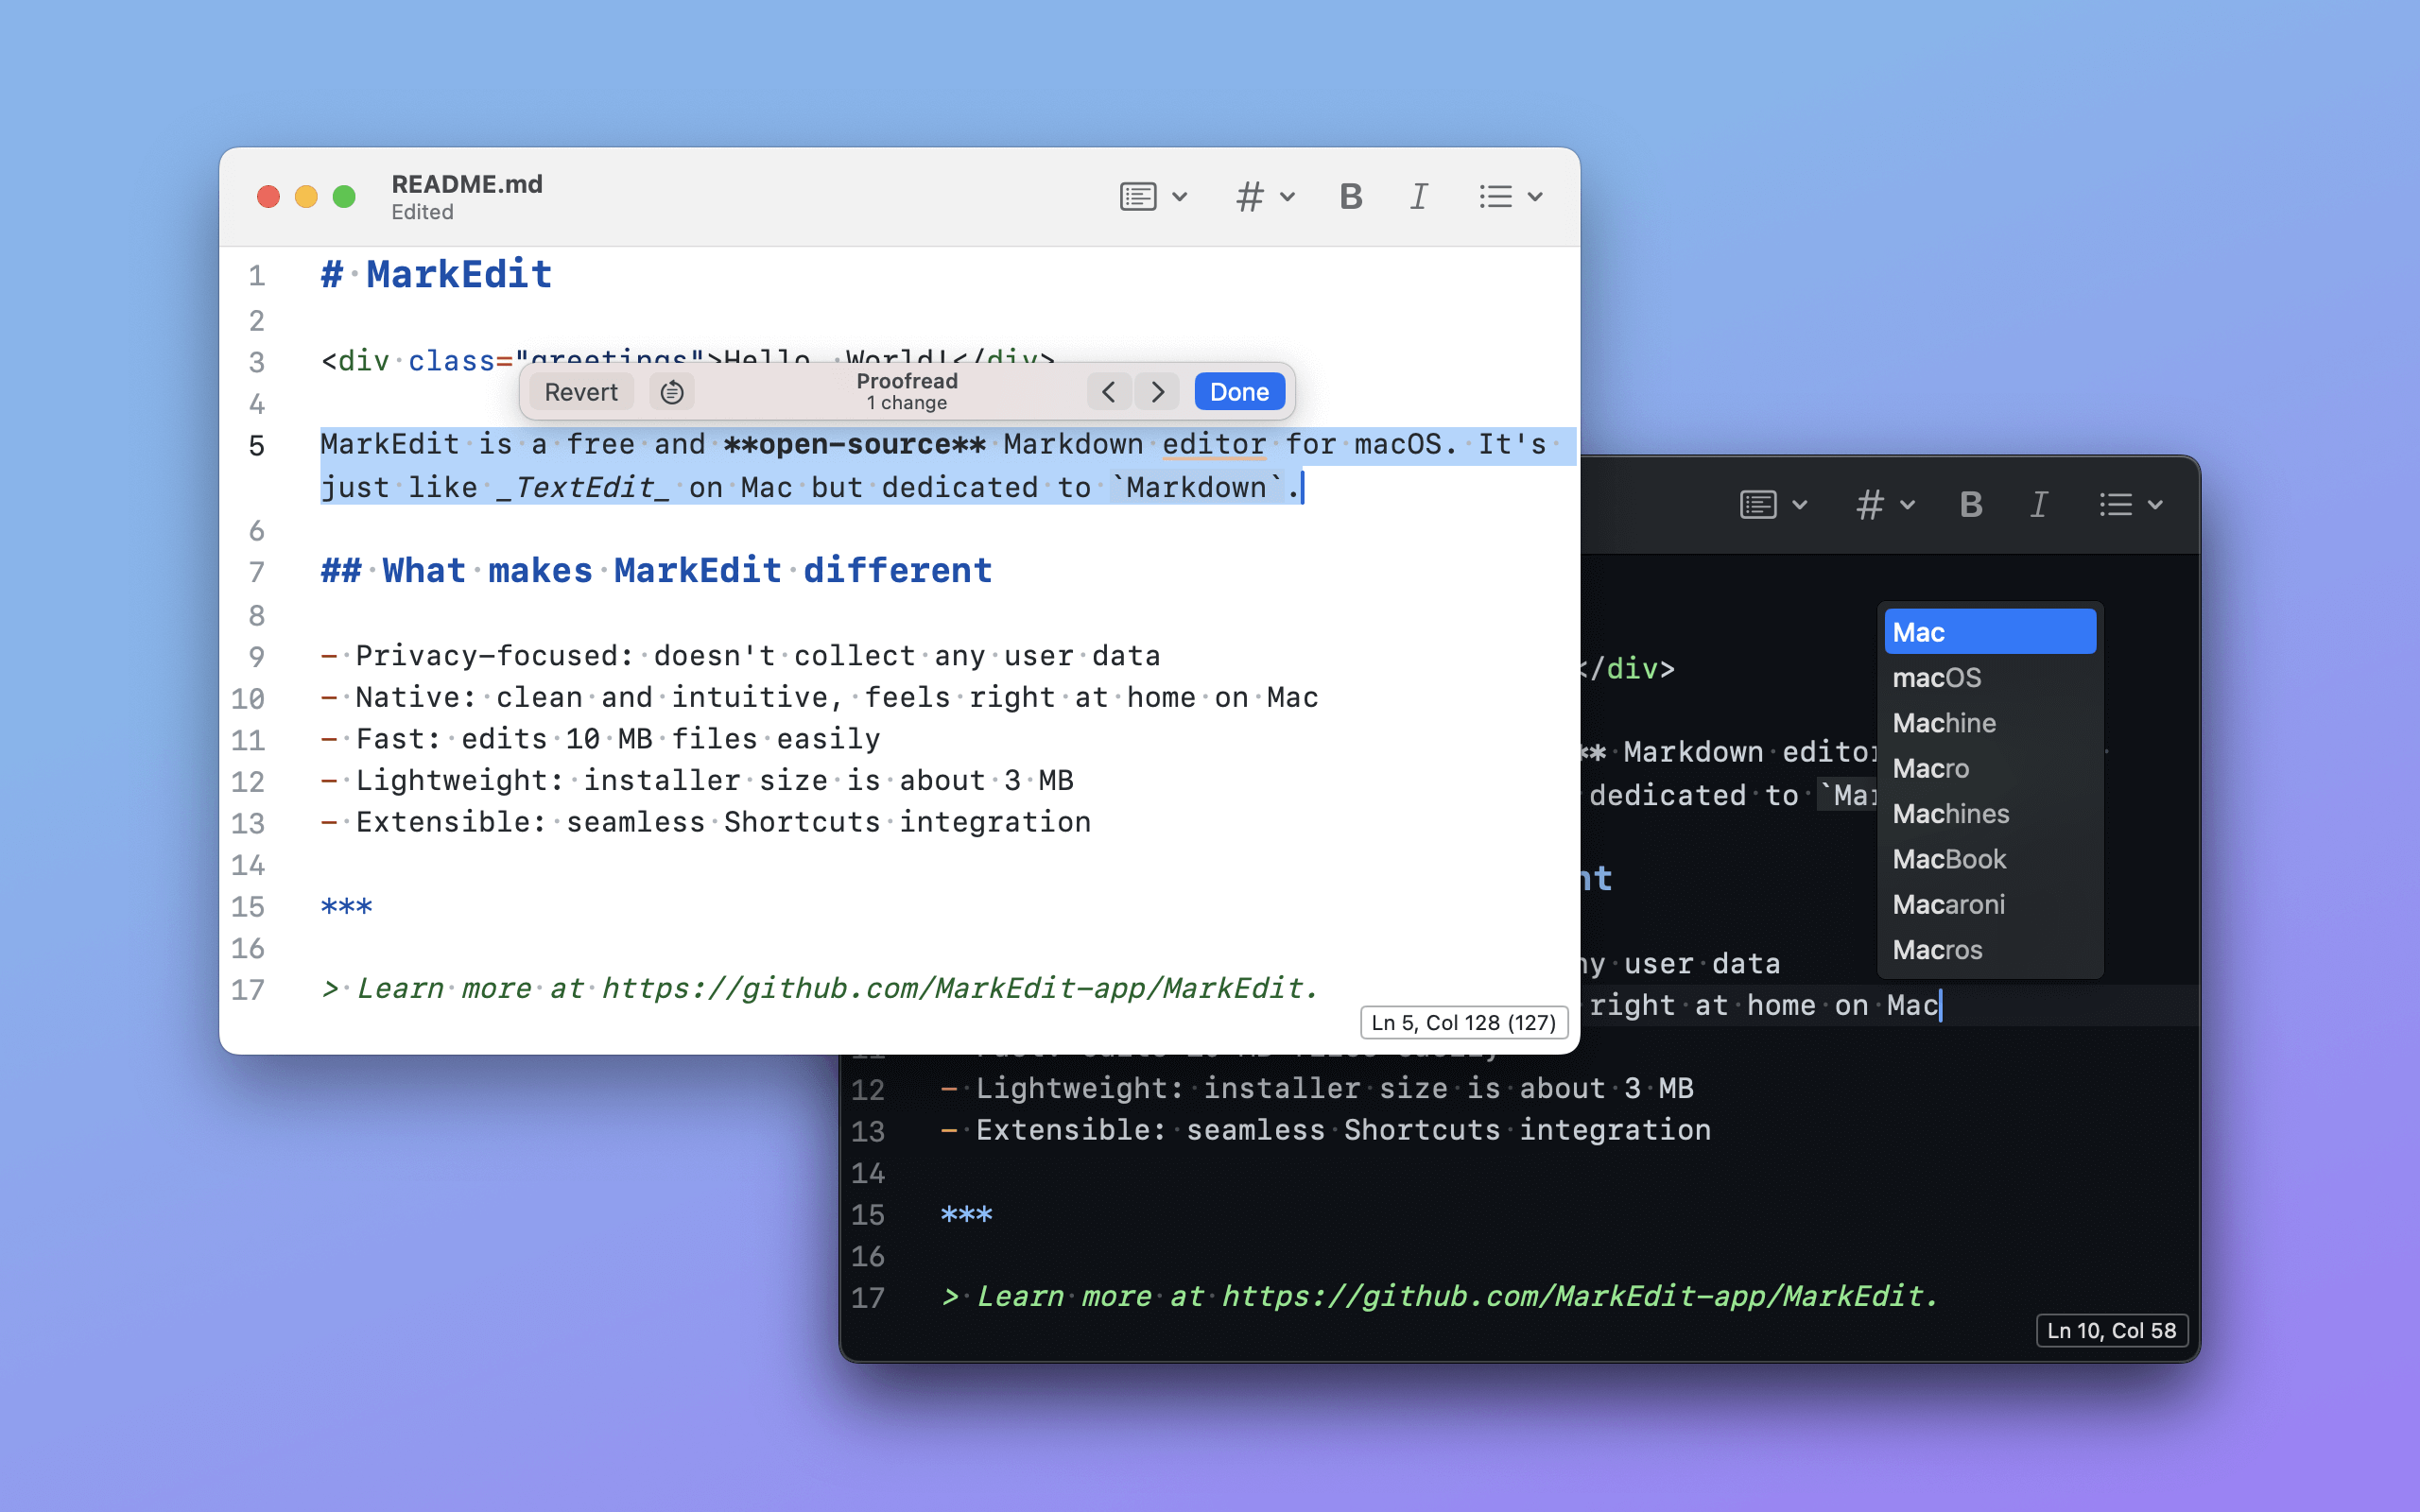 README.md
Edited
B I
1 # MarkEdit
2
3 <div class="greetings">Hello, World!</div>
Revert
Proofread
1 change
Done
4
5 MarkEdit is a free and **open-source** Markdown editor for macOS. It's
just like _TextEdit_ on Mac but dedicated to `Markdown`.
6
7 ## What makes MarkEdit different
8
9 - Privacy-focused: doesn't collect any user data
10 - Native: clean and intuitive, feels right at home on Mac
11 - Fast: edits 10 MB files easily
12 - Lightweight: installer size is about 3 MB
13 - Extensible: seamless Shortcuts integration
14
15 ***
16
17 > Learn more at https://github.com/MarkEdit-app/MarkEdit.
Ln 5, Col 128 (127)
B I
</div>
** Markdown
dedicated to
user data
right at home on Mac
Mac
macOS
Machine
Macro
Machines
MacBook
Macaroni
Macros
12 - Lightweight: installer size is about 3 MB
13 - Extensible: seamless Shortcuts integration
14
15 ***
16
17 > Learn more at https://github.com/MarkEdit-app/MarkEdit.
Ln 10, Col 58